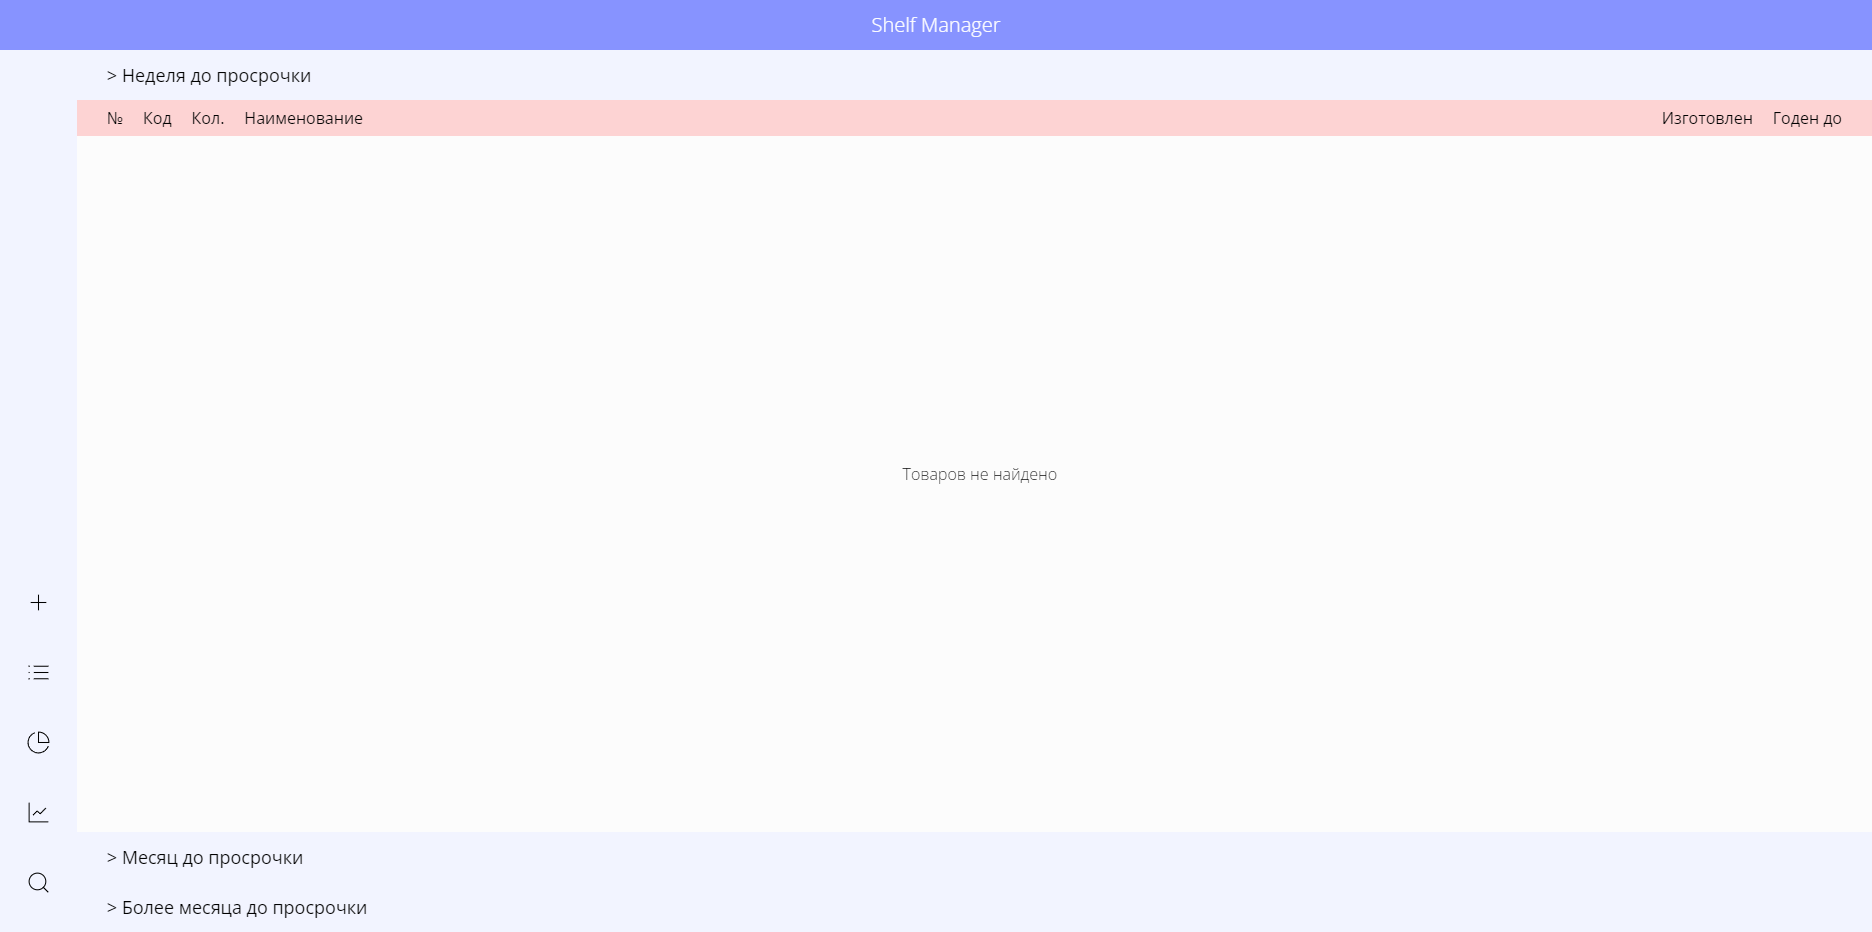 Shelf Manager
> Неделя до просрочки
№ Код Кол. Наименование Изготовлен Годен до
Товаров не найдено
> Месяц до просрочки
> Более месяца до просрочки